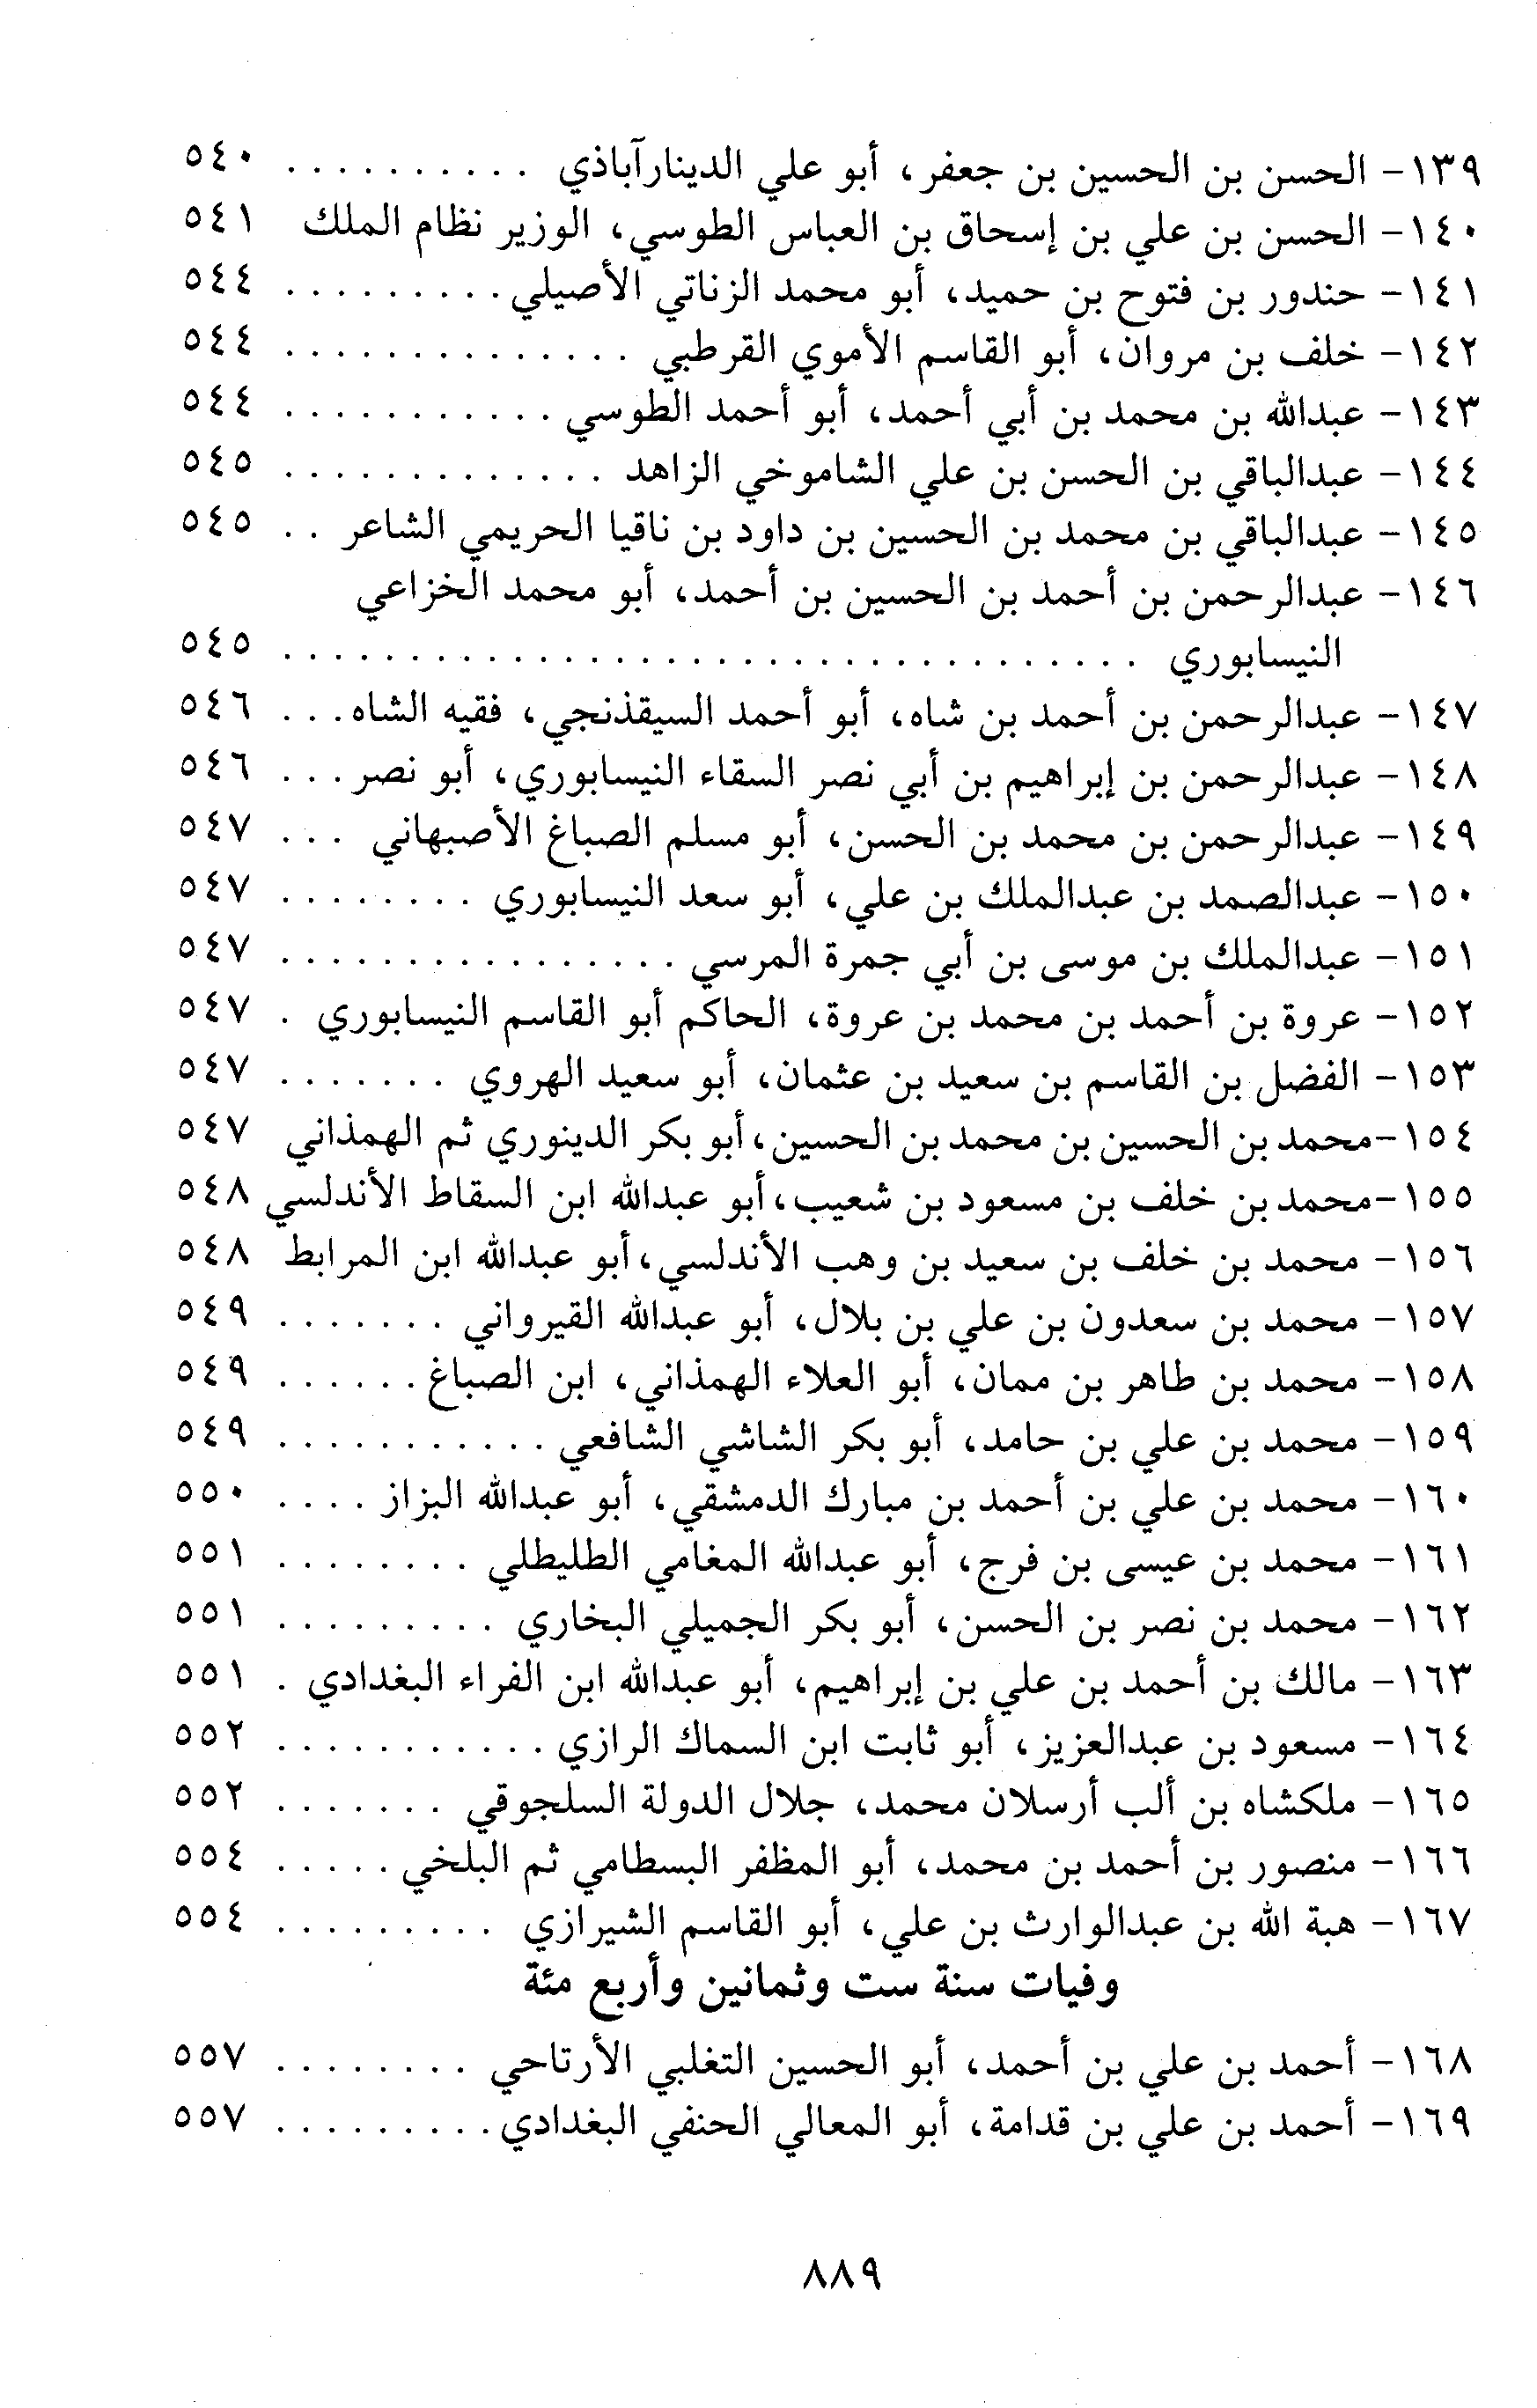 ١٣٩- الحسن بن الحسين بن جعفر، أبو علي الدينارآباذي . . . . . . . . . . ٥٤٠
١٤٠- الحسن بن علي بن إسحاق بن العباس الطوسي، الوزير نظام الملك ٥٤١
١٤١- حندور بن فتوح بن حميد، أبو محمد الزناتي الأصيلي . . . . . . . . . ٥٤٤
١٤٢- خلف بن مروان، أبو القاسم الأموي القرطبي . . . . . . . . . . . . . . ٥٤٤
١٤٣- عبدالله بن محمد بن أبي أحمد، أبو أحمد الطوسي . . . . . . . . . . . ٥٤٤
١٤٤- عبدالباقي بن الحسن بن علي الشاموخي الزاهد . . . . . . . . . . . . . ٥٤٥
١٤٥- عبدالباقي بن محمد بن الحسين بن داود بن ناقيا الحريمي الشاعر . . ٥٤٥
١٤٦- عبدالرحمن بن أحمد بن الحسين بن أحمد، أبو محمد الخزاعي
النيسابوري . . . . . . . . . . . . . . . . . . . . . . . . . . . . . . . . . . ٥٤٥
١٤٧- عبدالرحمن بن أحمد بن شاه، أبو أحمد السيقذنجي، فقيه الشاه . . . ٥٤٦
١٤٨- عبدالرحمن بن إبراهيم بن أبي نصر السقاء النيسابوري، أبو نصر . . . ٥٤٦
١٤٩- عبدالرحمن بن محمد بن الحسن، أبو مسلم الصباغ الأصبهاني . . . ٥٤٧
١٥٠- عبدالصمد بن عبدالملك بن علي، أبو سعد النيسابوري . . . . . . . . ٥٤٧
١٥١- عبدالملك بن موسى بن أبي جمرة المرسي . . . . . . . . . . . . . . . . ٥٤٧
١٥٢- عروة بن أحمد بن محمد بن عروة، الحاكم أبو القاسم النيسابوري . ٥٤٧
١٥٣- الفضل بن القاسم بن سعيد بن عثمان، أبو سعيد الهروي . . . . . . . ٥٤٧
١٥٤-محمد بن الحسين بن محمد بن الحسين،أبو بكر الدينوري ثم الهمذاني ٥٤٧
١٥٥-محمد بن خلف بن مسعود بن شعيب،أبو عبدالله ابن السقاط الأندلسي ٥٤٨
١٥٦- محمد بن خلف بن سعيد بن وهب الأندلسي،أبو عبدالله ابن المرابط ٥٤٨
١٥٧- محمد بن سعدون بن علي بن بلال، أبو عبدالله القيرواني . . . . . . . ٥٤٩
١٥٨- محمد بن طاهر بن ممان، أبو العلاء الهمذاني، ابن الصباغ . . . . . . ٥٤٩
١٥٩- محمد بن علي بن حامد، أبو بكر الشاشي الشافعي . . . . . . . . . . . ٥٤٩
١٦٠- محمد بن علي بن أحمد بن مبارك الدمشقي، أبو عبدالله البزاز . . . . ٥٥٠
١٦١- محمد بن عيسى بن فرج، أبو عبدالله المغامي الطليطلي . . . . . . . . ٥٥١
١٦٢- محمد بن نصر بن الحسن، أبو بكر الجميلي البخاري . . . . . . . . . ٥٥١
١٦٣- مالك بن أحمد بن علي بن إبراهيم، أبو عبدالله ابن الفراء البغدادي . ٥٥١
١٦٤- مسعود بن عبدالعزيز، أبو ثابت ابن السماك الرازي . . . . . . . . . . . ٥٥٢
١٦٥- ملكشاه بن ألب أرسلان محمد، جلال الدولة السلجوقي . . . . . . . ٥٥٢
١٦٦- منصور بن أحمد بن محمد، أبو المظفر البسطامي ثم البلخي . . . . . ٥٥٤
١٦٧- هبة الله بن عبدالوارث بن علي، أبو القاسم الشيرازي . . . . . . . . . ٥٥٤
وفيات سنة ست وثمانين وأربع مئة
١٦٨- أحمد بن علي بن أحمد، أبو الحسين التغلبي الأرتاحي . . . . . . . . ٥٥٧
١٦٩- أحمد بن علي بن قدامة، أبو المعالي الحنفي البغدادي . . . . . . . . . ٥٥٧
٨٨٩